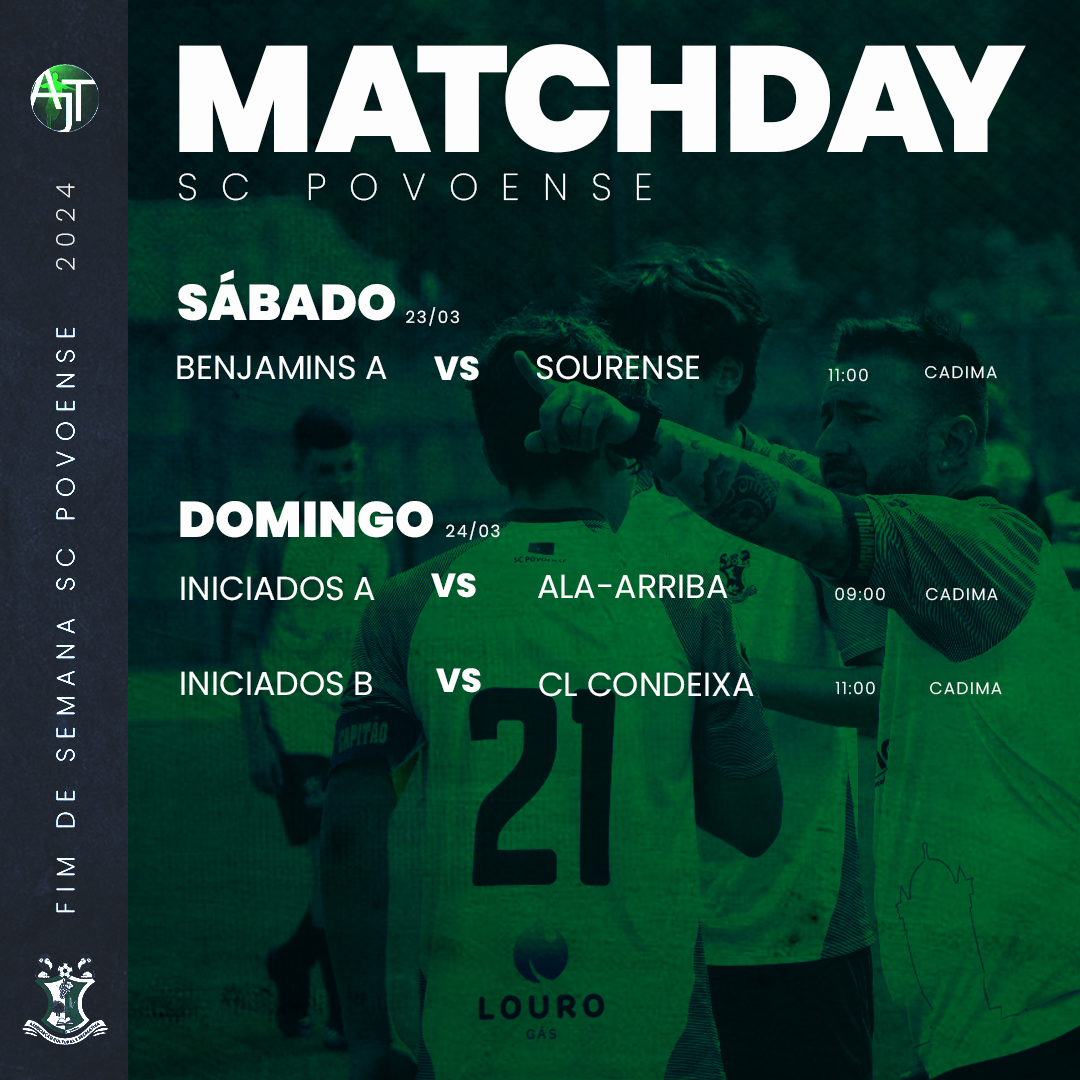 AJT
FIM DE SEMANA SC POVOENSE 2024
MATCHDAY
SC POVOENSE
SÁBADO 23/03
BENJAMINS A VS SOURENSE 11:00 CADIMA
DOMINGO 24/03
INICIADOS A VS ALA-ARRIBA 09:00 CADIMA
INICIADOS B VS CL CONDEIXA 11:00 CADIMA
SC POVOENSE
CAPITÃO
21
LOURO
GÁS